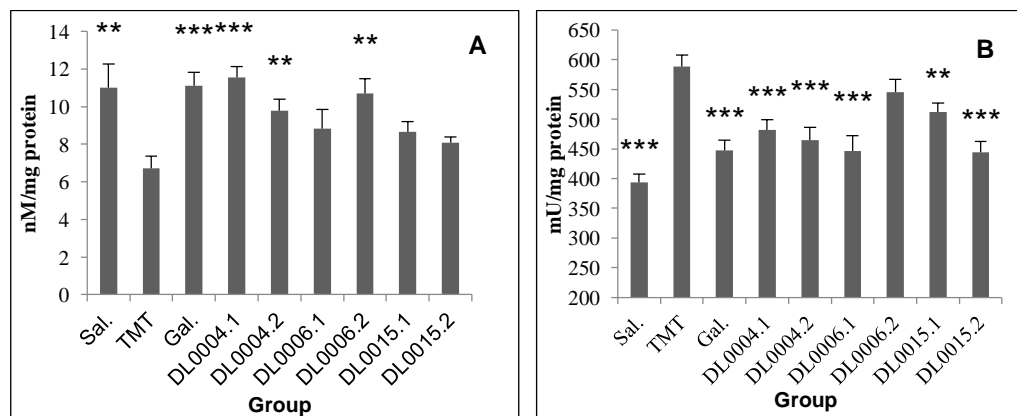 A
nM/mg protein
14
12
10
8
6
4
2
0
** *** *** ** **
Sal. TMT Gal. DL0004.1 DL0004.2 DL0006.1 DL0006.2 DL0015.1 DL0015.2
Group
B
mU/mg protein
650
600
550
500
450
400
350
300
250
200
*** *** *** *** *** ** ***
Sal. TMT Gal. DL0004.1 DL0004.2 DL0006.1 DL0006.2 DL0015.1 DL0015.2
Group